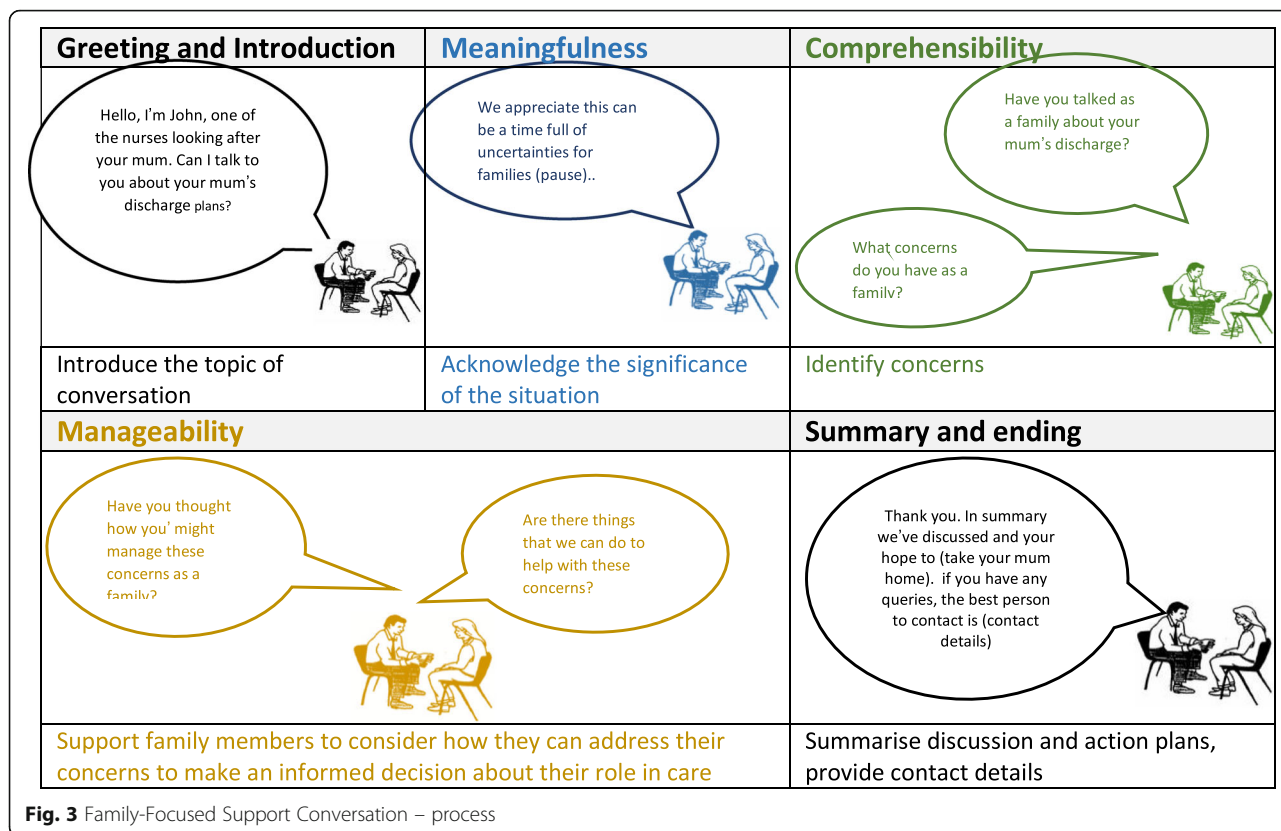 Greeting and Introduction
Meaningfulness
Comprehensibility
Hello, I'm John, one of
the nurses looking after
your mum. Can I talk to
you about your mum's
discharge plans?
We appreciate this can
be a time full of
uncertainties for
families (pause)..
Have you talked as
a family about your
mum's discharge?
What concerns
do you have as a
family?
Introduce the topic of
conversation
Acknowledge the significance
of the situation
Identify concerns
Manageability
Summary and ending
Have you thought
how you' might
manage these
concerns as a
family?
Are there things
that we can do to
help with these
concerns?
Thank you. In summary
we've discussed and your
hope to (take your mum
home).  if you have any
queries, the best person
to contact is (contact
details)
Support family members to consider how they can address their
concerns to make an informed decision about their role in care
Summarise discussion and action plans,
provide contact details
Fig. 3 Family-Focused Support Conversation – process